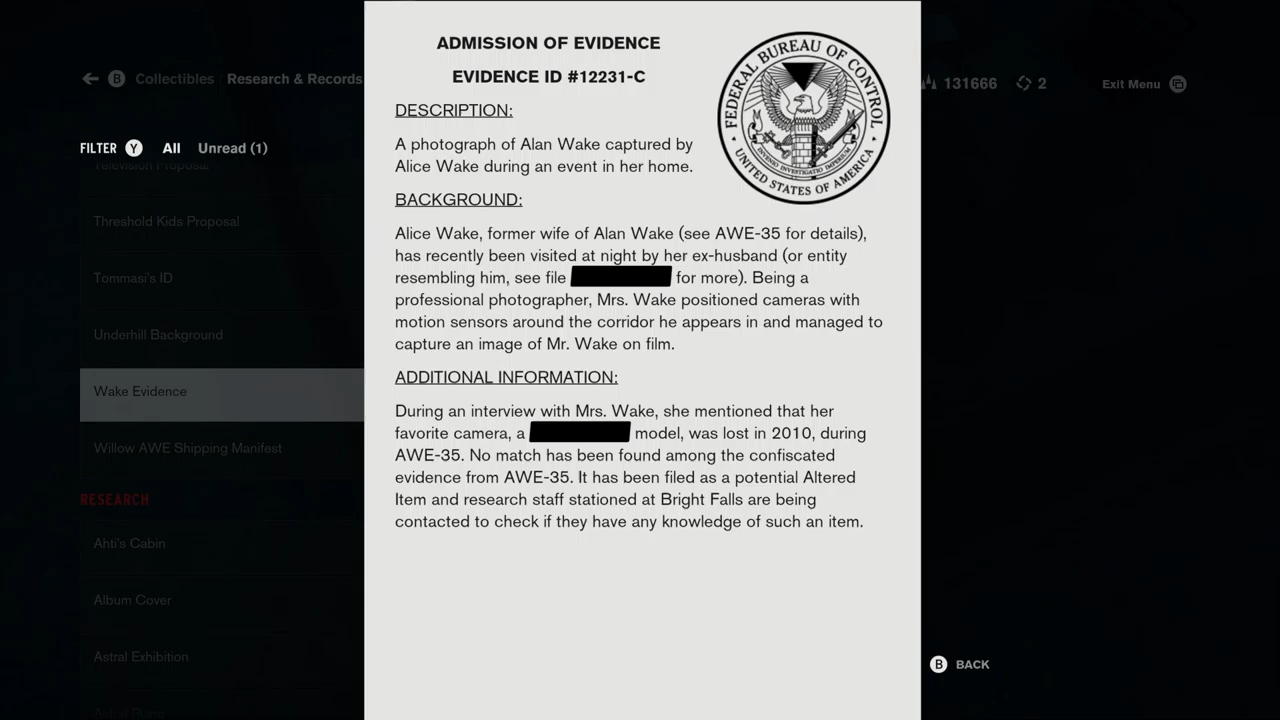 ADMISSION OF EVIDENCE
EVIDENCE ID #12231-C
FEDERAL BUREAU OF CONTROL
INVENIO INVESTIGATIO IMPERIUM
UNITED STATES OF AMERICA
B Collectibles Research & Records
131666 2
Exit Menu
FILTER Y All Unread (1)
Television Proposal
Threshold Kids Proposal
Tommasi's ID
Underhill Background
Wake Evidence
Willow AWE Shipping Manifest
RESEARCH
Ahti's Cabin
Album Cover
Astral Exhibition
DESCRIPTION:
A photograph of Alan Wake captured by
Alice Wake during an event in her home.
BACKGROUND:
Alice Wake, former wife of Alan Wake (see AWE-35 for details),
has recently been visited at night by her ex-husband (or entity
resembling him, see file for more). Being a
professional photographer, Mrs. Wake positioned cameras with
motion sensors around the corridor he appears in and managed to
capture an image of Mr. Wake on film.
ADDITIONAL INFORMATION:
During an interview with Mrs. Wake, she mentioned that her
favorite camera, a model, was lost in 2010, during
AWE-35. No match has been found among the confiscated
evidence from AWE-35. It has been filed as a potential Altered
Item and research staff stationed at Bright Falls are being
contacted to check if they have any knowledge of such an item.
B BACK